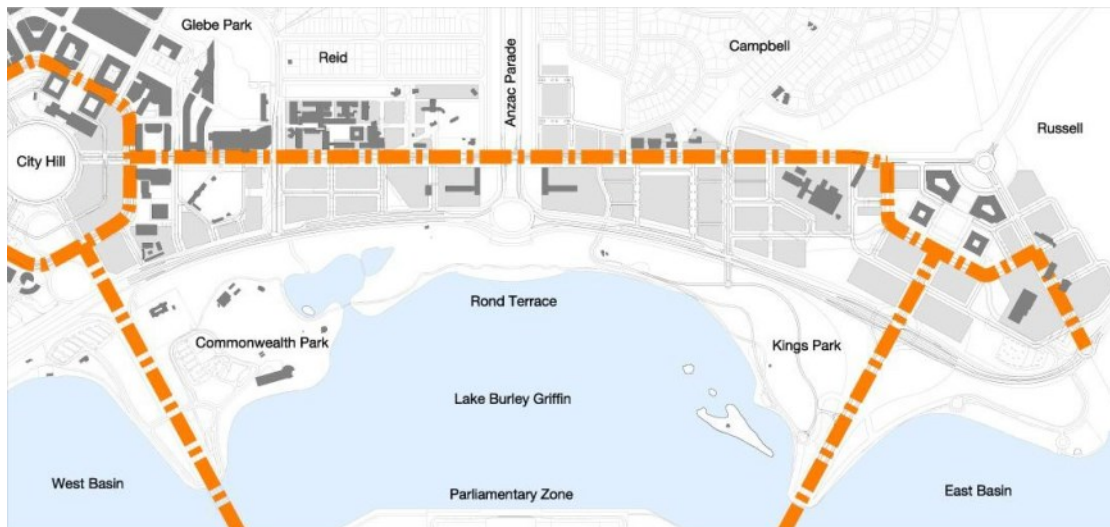 Glebe Park
Reid
Anzac Parade
Campbell
Russell
City Hill
Rond Terrace
Commonwealth Park
Kings Park
Lake Burley Griffin
West Basin
Parliamentary Zone
East Basin